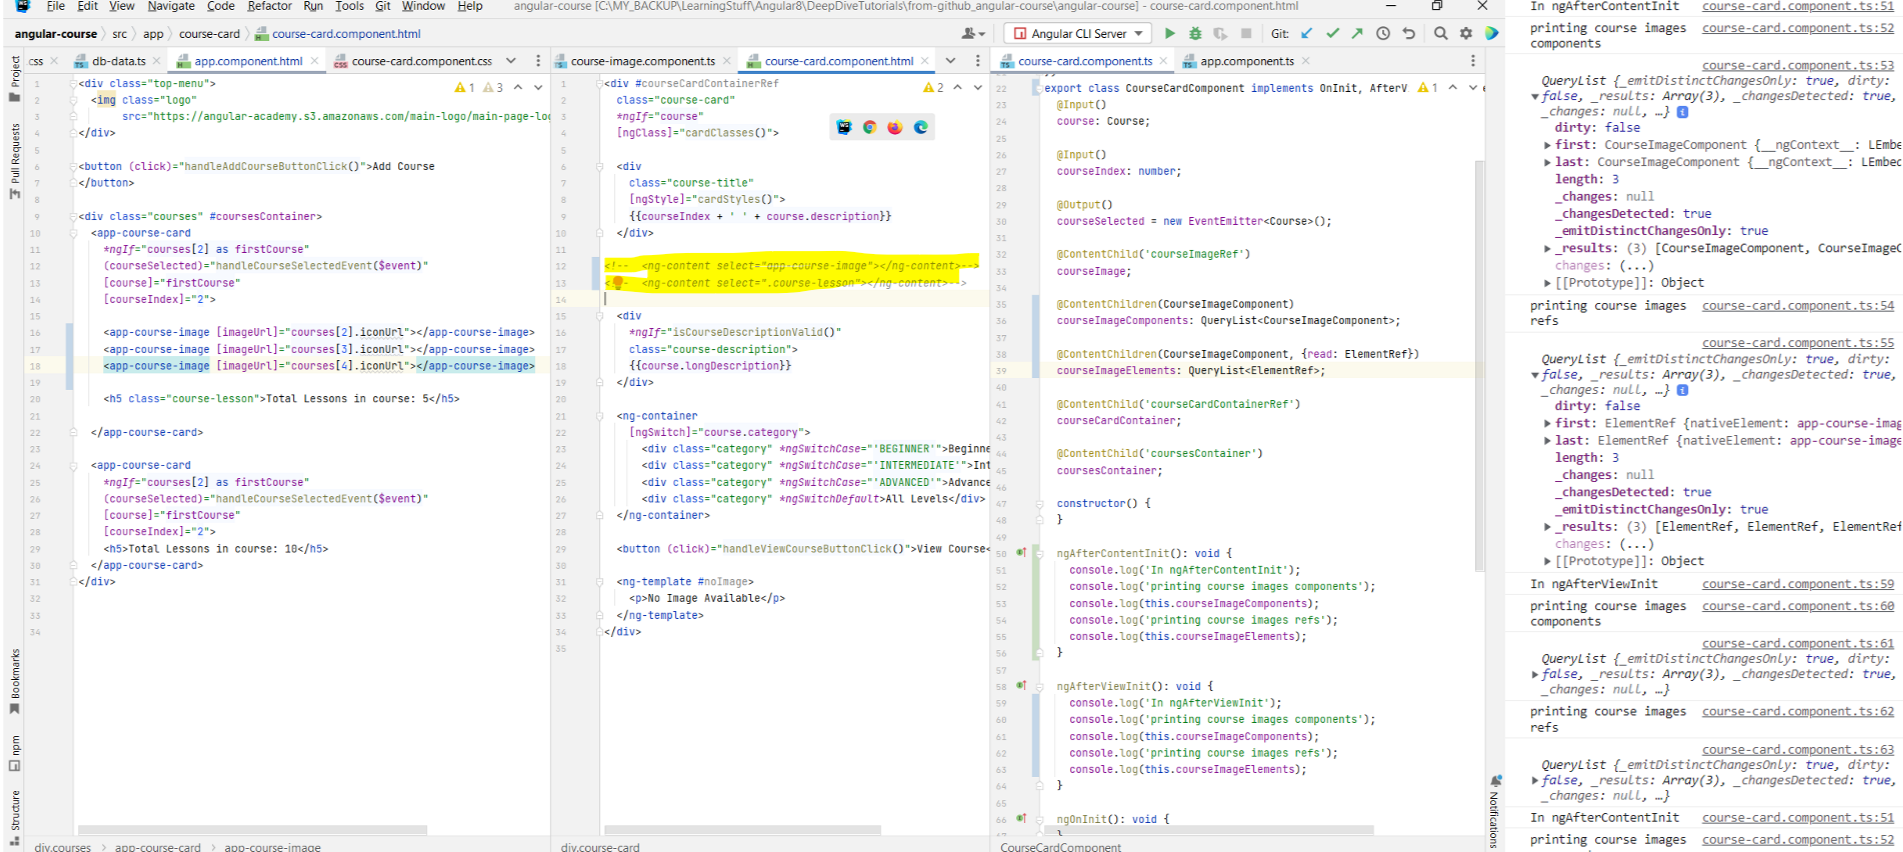 File Edit View Navigate Code Refactor Run Tools Git Window Help angular-course [C:\MY_BACKUP\LearningStuff\Angular8\DeepDiveTutorials\from-github_angular-course\angular-course] - course-card.component.html
angular-course src app course-card course-card.component.html
Angular CLI Server Git:
Project
Pull Requests
Bookmarks
npm
Structure
css db-data.ts app.component.html course-card.component.css
1 3
1 <div class="top-menu">
2 <img class="logo"
3 src="https://angular-academy.s3.amazonaws.com/main-logo/main-page-lo
4 </div>
5
6 <button (click)="handleAddCourseButtonClick()">Add Course
7 </button>
8
9 <div class="courses" #coursesContainer>
10 <app-course-card
11 *ngIf="courses[2] as firstCourse"
12 (courseSelected)="handleCourseSelectedEvent($event)"
13 [course]="firstCourse"
14 [courseIndex]="2">
15
16 <app-course-image [imageUrl]="courses[2].iconUrl"></app-course-image>
17 <app-course-image [imageUrl]="courses[3].iconUrl"></app-course-image>
18 <app-course-image [imageUrl]="courses[4].iconUrl"></app-course-image>
19
20 <h5 class="course-lesson">Total Lessons in course: 5</h5>
21
22 </app-course-card>
23
24 <app-course-card
25 *ngIf="courses[2] as firstCourse"
26 (courseSelected)="handleCourseSelectedEvent($event)"
27 [course]="firstCourse"
28 [courseIndex]="2">
29 <h5>Total Lessons in course: 10</h5>
30 </app-course-card>
31 </div>
32
33
34
div.courses app-course-card app-course-image
course-image.component.ts course-card.component.html
2
1 <div #courseCardContainerRef
2 class="course-card"
3 *ngIf="course"
4 [ngClass]="cardClasses()">
5
6 <div
7 class="course-title"
8 [ngStyle]="cardStyles()">
9 {{courseIndex + ' ' + course.description}}
10 </div>
11
12 <!-- <ng-content select="app-course-image"></ng-content>-->
13 <!-- <ng-content select=".course-lesson"></ng-content>-->
14
15 <div
16 *ngIf="isCourseDescriptionValid()"
17 class="course-description">
18 {{course.longDescription}}
19 </div>
20
21 <ng-container
22 [ngSwitch]="course.category">
23 <div class="category" *ngSwitchCase="'BEGINNER'">Beginne
24 <div class="category" *ngSwitchCase="'INTERMEDIATE'">Int
25 <div class="category" *ngSwitchCase="'ADVANCED'">Advance
26 <div class="category" *ngSwitchDefault>All Levels</div>
27 </ng-container>
28
29 <button (click)="handleViewCourseButtonClick()">View Course<
30
31 <ng-template #noImage>
32 <p>No Image Available</p>
33 </ng-template>
34 </div>
35
div.course-card
course-card.component.ts app.component.ts
1
22 export class CourseCardComponent implements OnInit, AfterV
23 @Input()
24 course: Course;
25
26 @Input()
27 courseIndex: number;
28
29 @Output()
30 courseSelected = new EventEmitter<Course>();
31
32 @ContentChild('courseImageRef')
33 courseImage;
34
35 @ContentChildren(CourseImageComponent)
36 courseImageComponents: QueryList<CourseImageComponent>;
37
38 @ContentChildren(CourseImageComponent, {read: ElementRef})
39 courseImageElements: QueryList<ElementRef>;
40
41 @ContentChild('courseCardContainerRef')
42 courseCardContainer;
43
44 @ContentChild('coursesContainer')
45 coursesContainer;
46
47 constructor() {
48 }
49
50 ngAfterContentInit(): void {
51 console.log('In ngAfterContentInit');
52 console.log('printing course images components');
53 console.log(this.courseImageComponents);
54 console.log('printing course images refs');
55 console.log(this.courseImageElements);
56 }
57
58 ngAfterViewInit(): void {
59 console.log('In ngAfterViewInit');
60 console.log('printing course images components');
61 console.log(this.courseImageComponents);
62 console.log('printing course images refs');
63 console.log(this.courseImageElements);
64 }
65
66 ngOnInit(): void {
CourseCardComponent
Notifications
In ngAfterContentInit course-card.component.ts:51
printing course images course-card.component.ts:52
components
course-card.component.ts:53
QueryList {_emitDistinctChangesOnly: true, dirty:
false, _results: Array(3), _changesDetected: true,
_changes: null, …}
dirty: false
first: CourseImageComponent {__ngContext__: LEmbe
last: CourseImageComponent {__ngContext__: LEmbed
length: 3
_changes: null
_changesDetected: true
_emitDistinctChangesOnly: true
_results: (3) [CourseImageComponent, CourseImageC
changes: (...)
[[Prototype]]: Object
printing course images course-card.component.ts:54
refs
course-card.component.ts:55
QueryList {_emitDistinctChangesOnly: true, dirty:
false, _results: Array(3), _changesDetected: true,
_changes: null, …}
dirty: false
first: ElementRef {nativeElement: app-course-imag
last: ElementRef {nativeElement: app-course-image
length: 3
_changes: null
_changesDetected: true
_emitDistinctChangesOnly: true
_results: (3) [ElementRef, ElementRef, ElementRef
changes: (...)
[[Prototype]]: Object
In ngAfterViewInit course-card.component.ts:59
printing course images course-card.component.ts:60
components
course-card.component.ts:61
QueryList {_emitDistinctChangesOnly: true, dirty:
false, _results: Array(3), _changesDetected: true,
_changes: null, …}
printing course images course-card.component.ts:62
refs
course-card.component.ts:63
QueryList {_emitDistinctChangesOnly: true, dirty:
false, _results: Array(3), _changesDetected: true,
_changes: null, …}
In ngAfterContentInit course-card.component.ts:51
printing course images course-card.component.ts:52